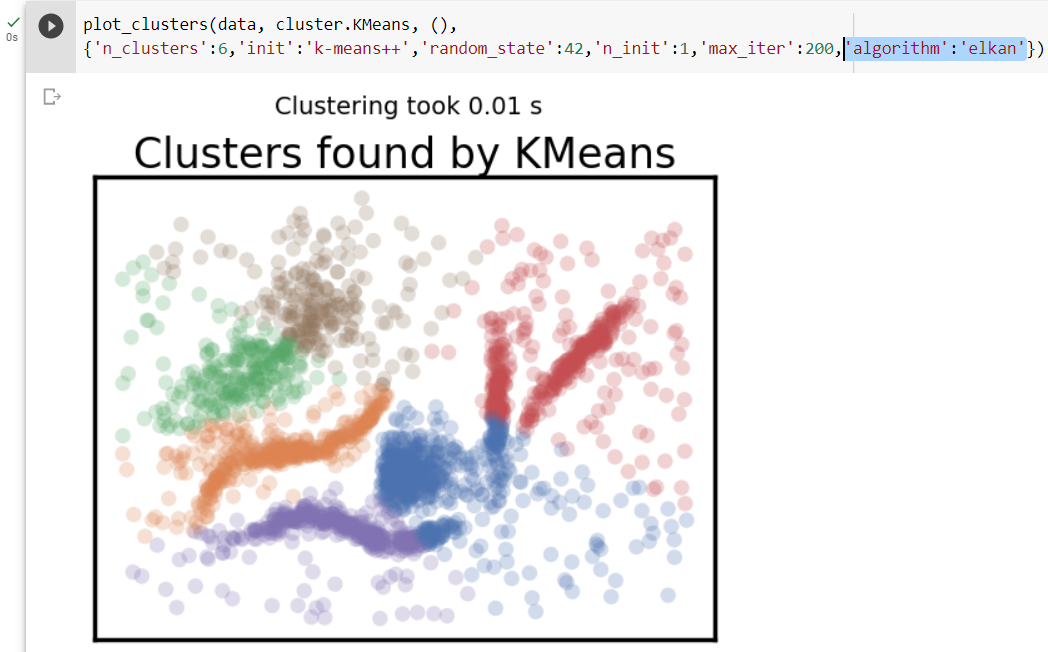 plot_clusters(data, cluster.KMeans, (),
{'n_clusters':6,'init':'k-means++','random_state':42,'n_init':1,'max_iter':200,'algorithm':'elkan'})
0s
Clustering took 0.01 s
Clusters found by KMeans